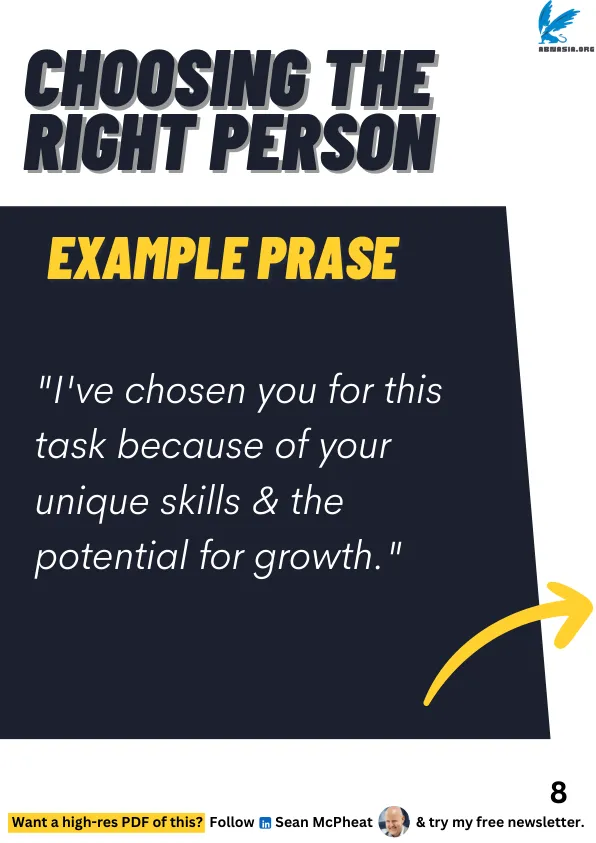 ABNASIA.ORG
CHOOSING THE
RIGHT PERSON
EXAMPLE PRASE
"I've chosen you for this
task because of your
unique skills & the
potential for growth."
8
Want a high-res PDF of this? Follow in Sean McPheat & try my free newsletter.